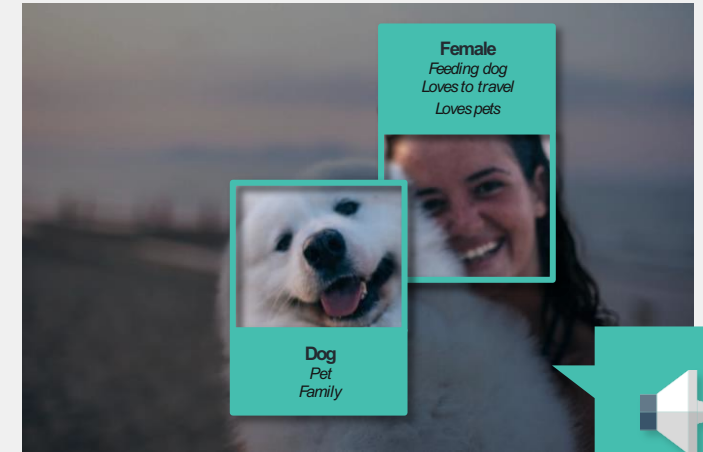 Female
Feeding dog
Loves to travel
Loves pets
Dog
Pet
Family